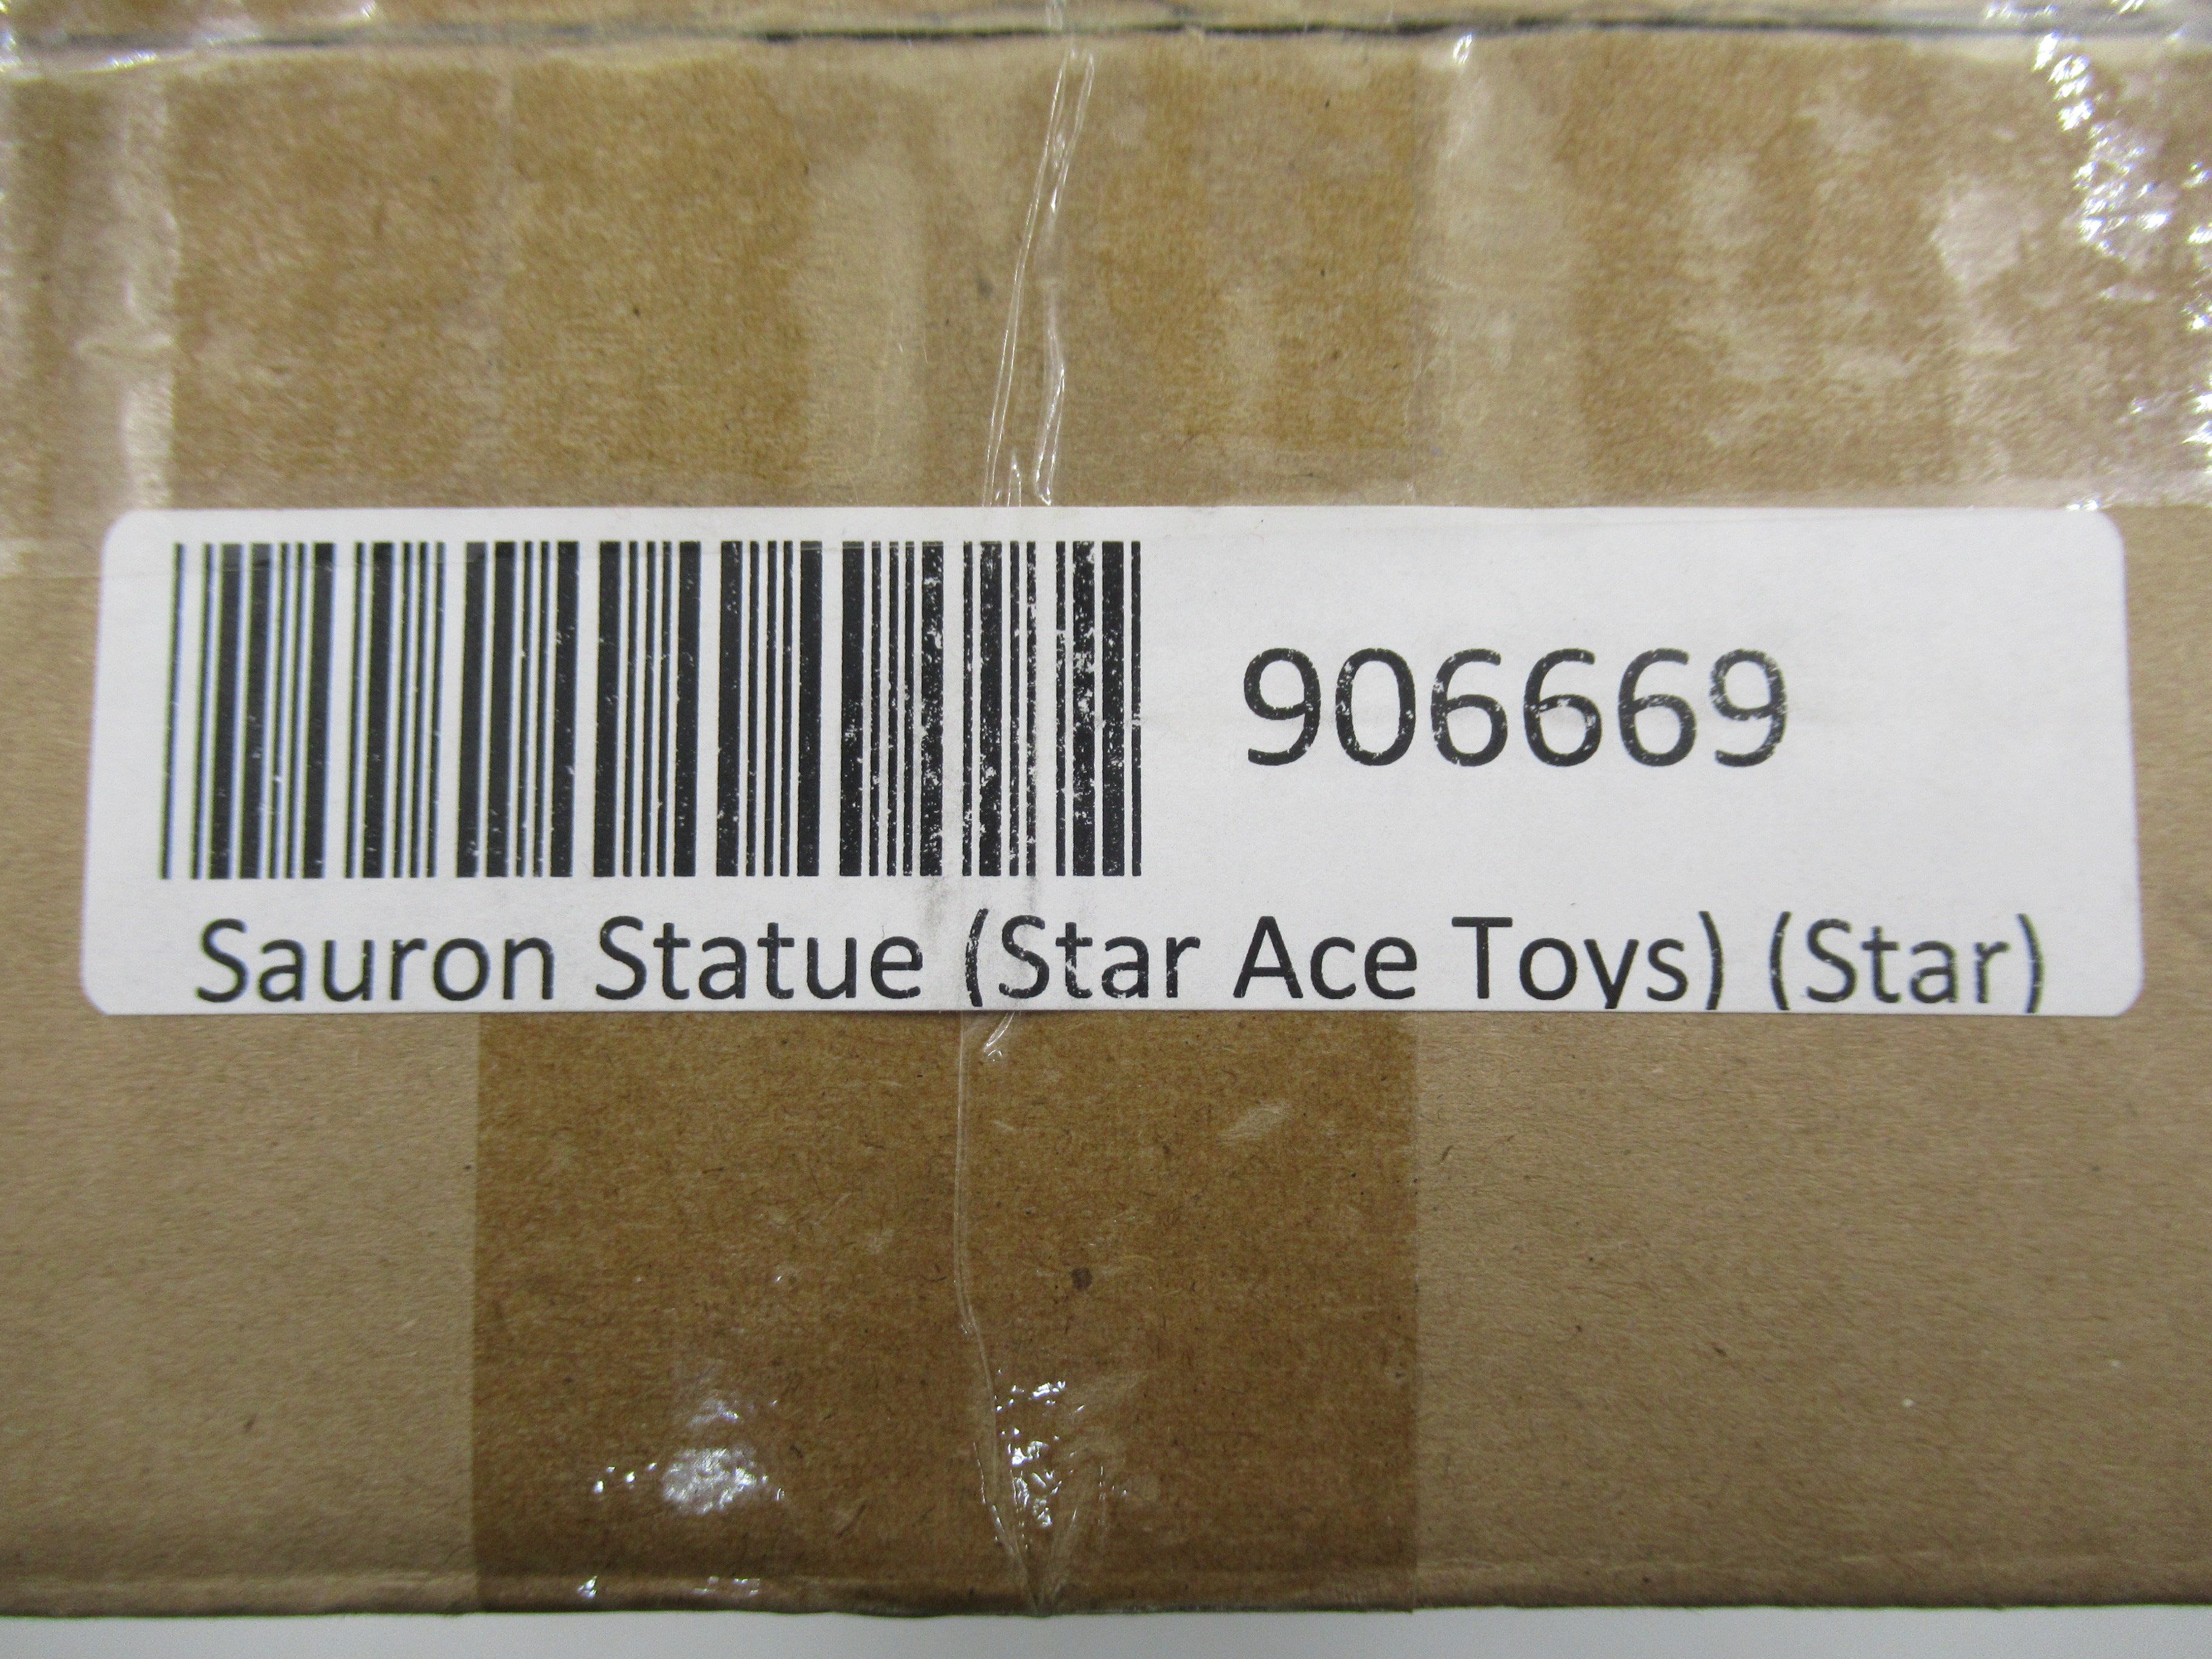 906669
Sauron Statue (Star Ace Toys) (Star)